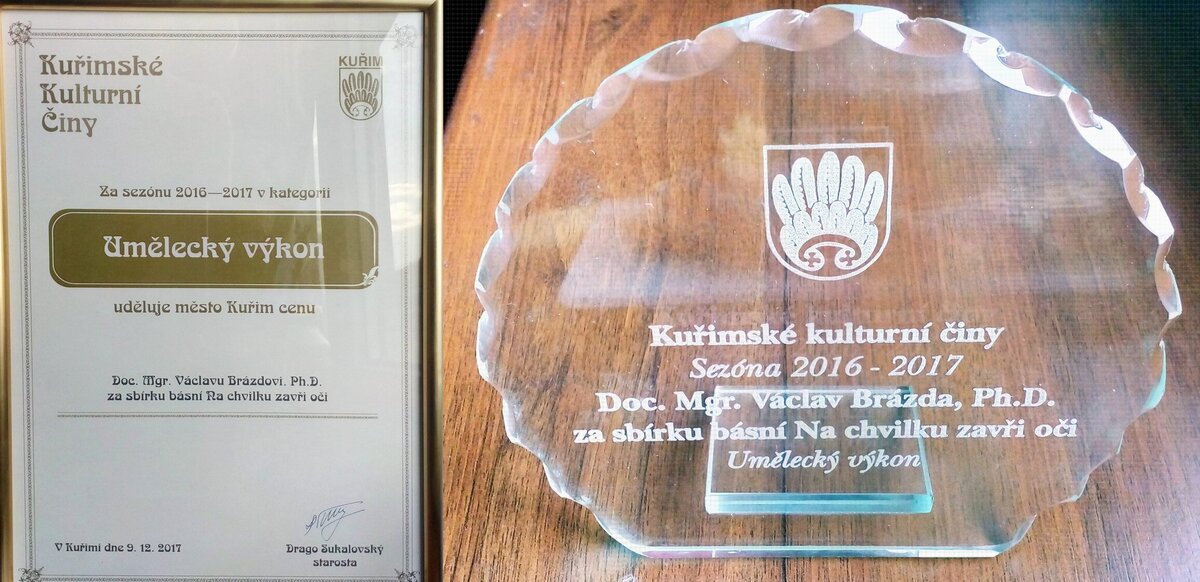 Kuřimské
Kulturní
Činy
KUŘIM
Za sezónu 2016—2017 v kategorii
Umělecký výkon
uděluje město Kuřim cenu
Doc. Mgr. Václavu Brázdovi, Ph.D.
za sbírku básní Na chvilku zavři oči
V Kuřimi dne 9. 12. 2017
Drago Sukalovský
starosta
Kuřimské kulturní činy
Sezóna 2016 - 2017
Doc. Mgr. Václav Brázda, Ph.D.
za sbírku básní Na chvilku zavři oči
Umělecký výkon